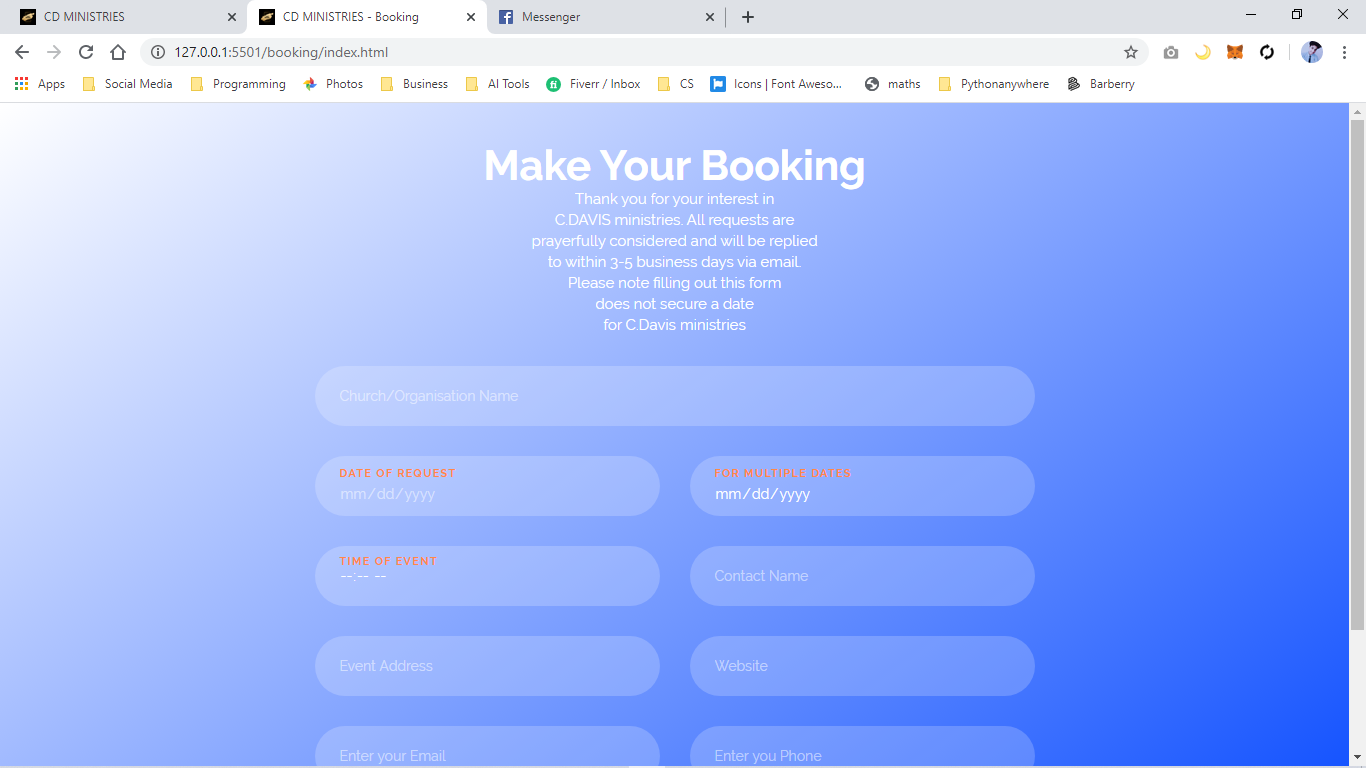 CD MINISTRIES
CD MINISTRIES - Booking
Messenger
127.0.0.1:5501/booking/index.html
Apps
Social Media
Programming
Photos
Business
AI Tools
fi
Fiverr / Inbox
CS
Icons | Font Aweso...
maths
Pythonanywhere
Barberry
Make Your Booking
Thank you for your interest in
C.DAVIS ministries. All requests are
prayerfully considered and will be replied
to within 3-5 business days via email.
Please note filling out this form
does not secure a date
for C.Davis ministries
Church/Organisation Name
DATE OF REQUEST
mm/dd/yyyy
FOR MULTIPLE DATES
mm/dd/yyyy
TIME OF EVENT
--:-- --
Contact Name
Event Address
Website
Enter your Email
Enter you Phone